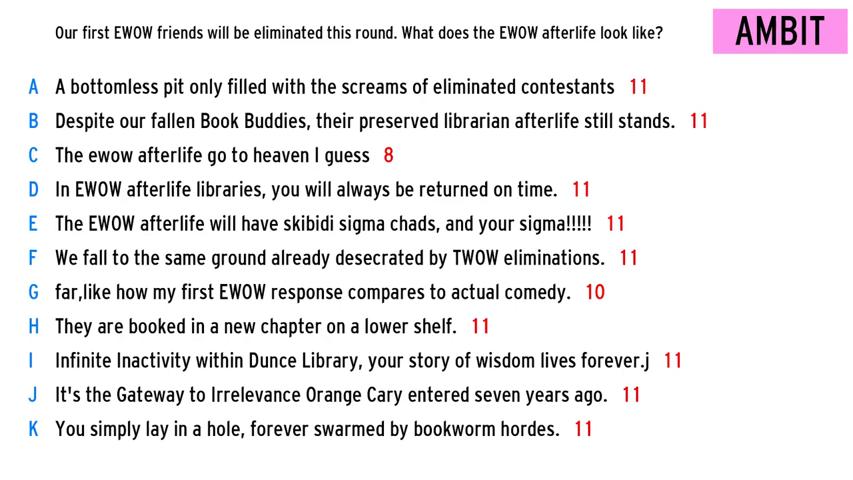 Our first EWOW friends will be eliminated this round. What does the EWOW afterlife look like?
AMBIT
A A bottomless pit only filled with the screams of eliminated contestants 11
B Despite our fallen Book Buddies, their preserved librarian afterlife still stands. 11
C The ewow afterlife go to heaven I guess 8
D In EWOW afterlife libraries, you will always be returned on time. 11
E The EWOW afterlife will have skibidi sigma chads, and your sigma!!!!! 11
F We fall to the same ground already desecrated by TWOW eliminations. 11
G far,like how my first EWOW response compares to actual comedy. 10
H They are booked in a new chapter on a lower shelf. 11
I Infinite Inactivity within Dunce Library, your story of wisdom lives forever.j 11
J It's the Gateway to Irrelevance Orange Cary entered seven years ago. 11
K You simply lay in a hole, forever swarmed by bookworm hordes. 11